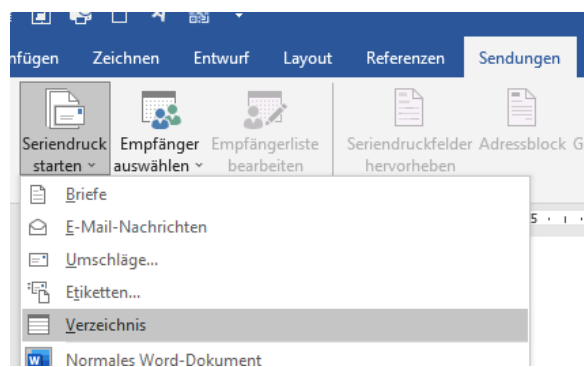 nfügen Zeichnen Entwurf Layout Referenzen Sendungen
Seriendruck Empfänger Empfängerliste Seriendruckfelder Adressblock G
starten auswählen bearbeiten hervorheben
Briefe
5
E-Mail-Nachrichten
Umschläge...
Etiketten...
Verzeichnis
Normales Word-Dokument